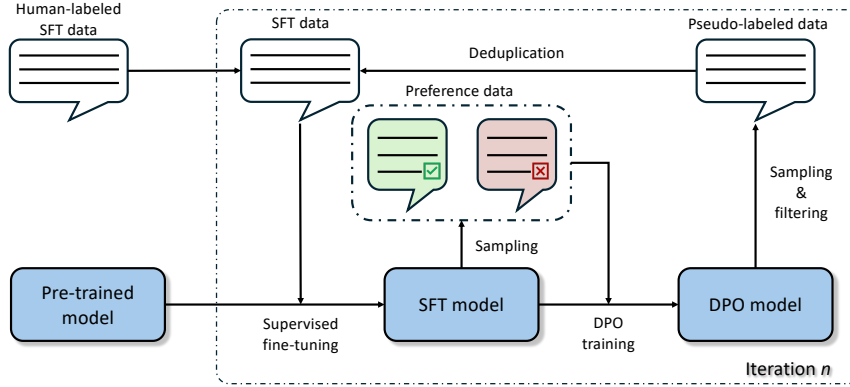 Human-labeled
SFT data
SFT data
Pseudo-labeled data
Deduplication
Preference data
Sampling
&
filtering
Sampling
Pre-trained
model
SFT model
DPO model
Supervised
fine-tuning
DPO
training
Iteration n